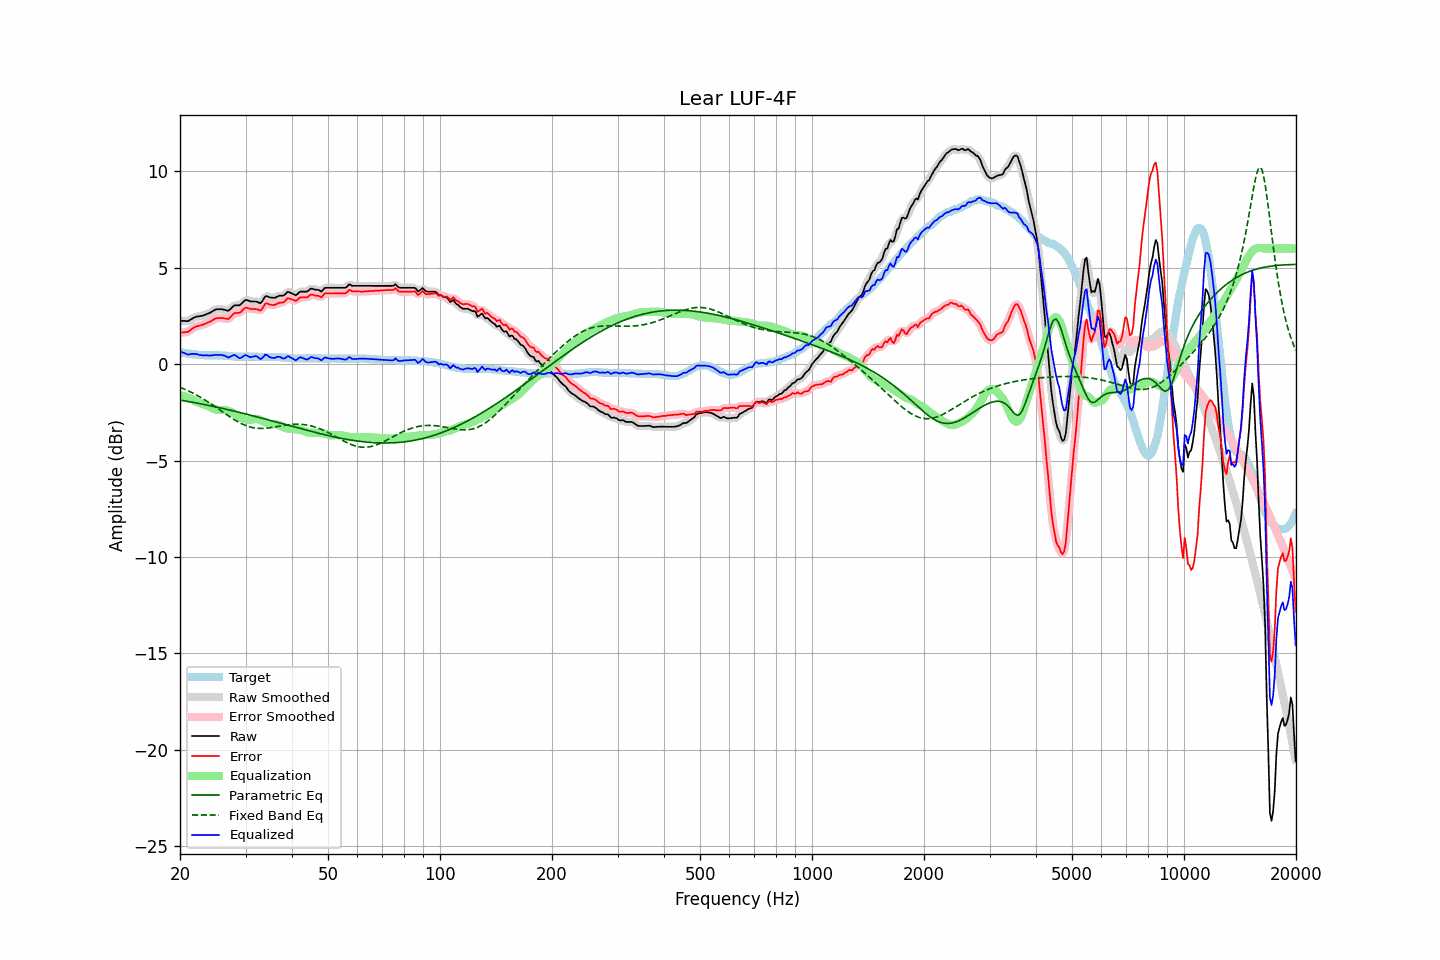 Lear LUF-4F
Amplitude (dBr)
10
5
0
−5
−10
−15
−20
−25
Target
Raw Smoothed
Error Smoothed
Raw
Error
Equalization
Parametric Eq
Fixed Band Eq
Equalized
20 50 100 200 500 1000 2000 5000 10000 20000
Frequency (Hz)